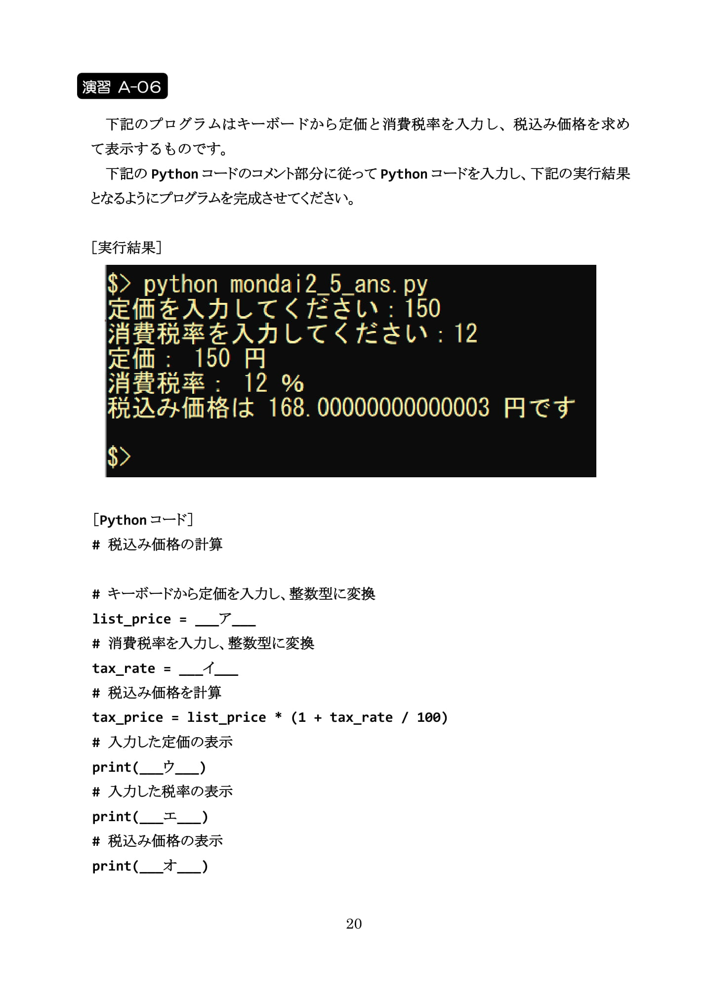 演習 A-06
下記のプログラムはキーボードから定価と消費税率を入力し、税込み価格を求め
て表示するものです。
下記の Python コードのコメント部分に従って Python コードを入力し、下記の実行結果
となるようにプログラムを完成させてください。
［実行結果］
$> python mondai2_5_ans.py
定価を入力してください：150
消費税率を入力してください：12
定価： 150 円
消費税率： 12 %
税込み価格は 168.00000000000003 円です
$>
［Python コード］
# 税込み価格の計算
# キーボードから定価を入力し、整数型に変換
list_price = ___ア___
# 消費税率を入力し、整数型に変換
tax_rate = ___イ___
# 税込み価格を計算
tax_price = list_price * (1 + tax_rate / 100)
# 入力した定価の表示
print(___ウ___)
# 入力した税率の表示
print(___エ___)
# 税込み価格の表示
print(___オ___)
20